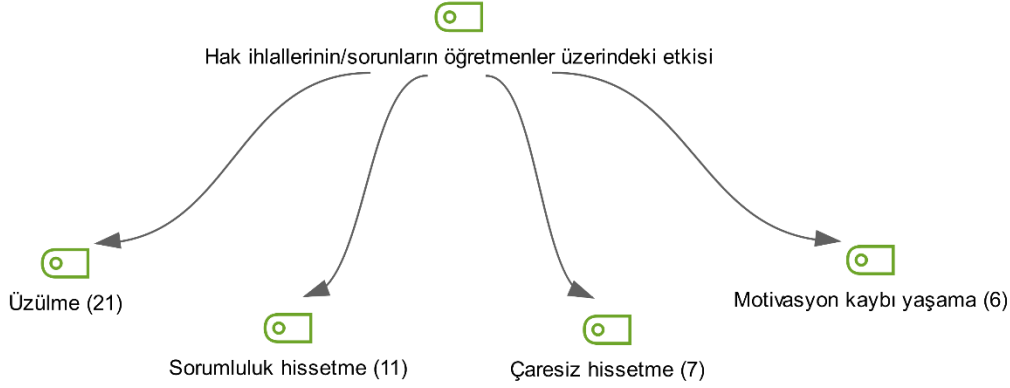 Hak ihlallerinin/sorunların öğretmenler üzerindeki etkisi
Üzülme (21)
Sorumluluk hissetme (11)
Çaresiz hissetme (7)
Motivasyon kaybı yaşama (6)